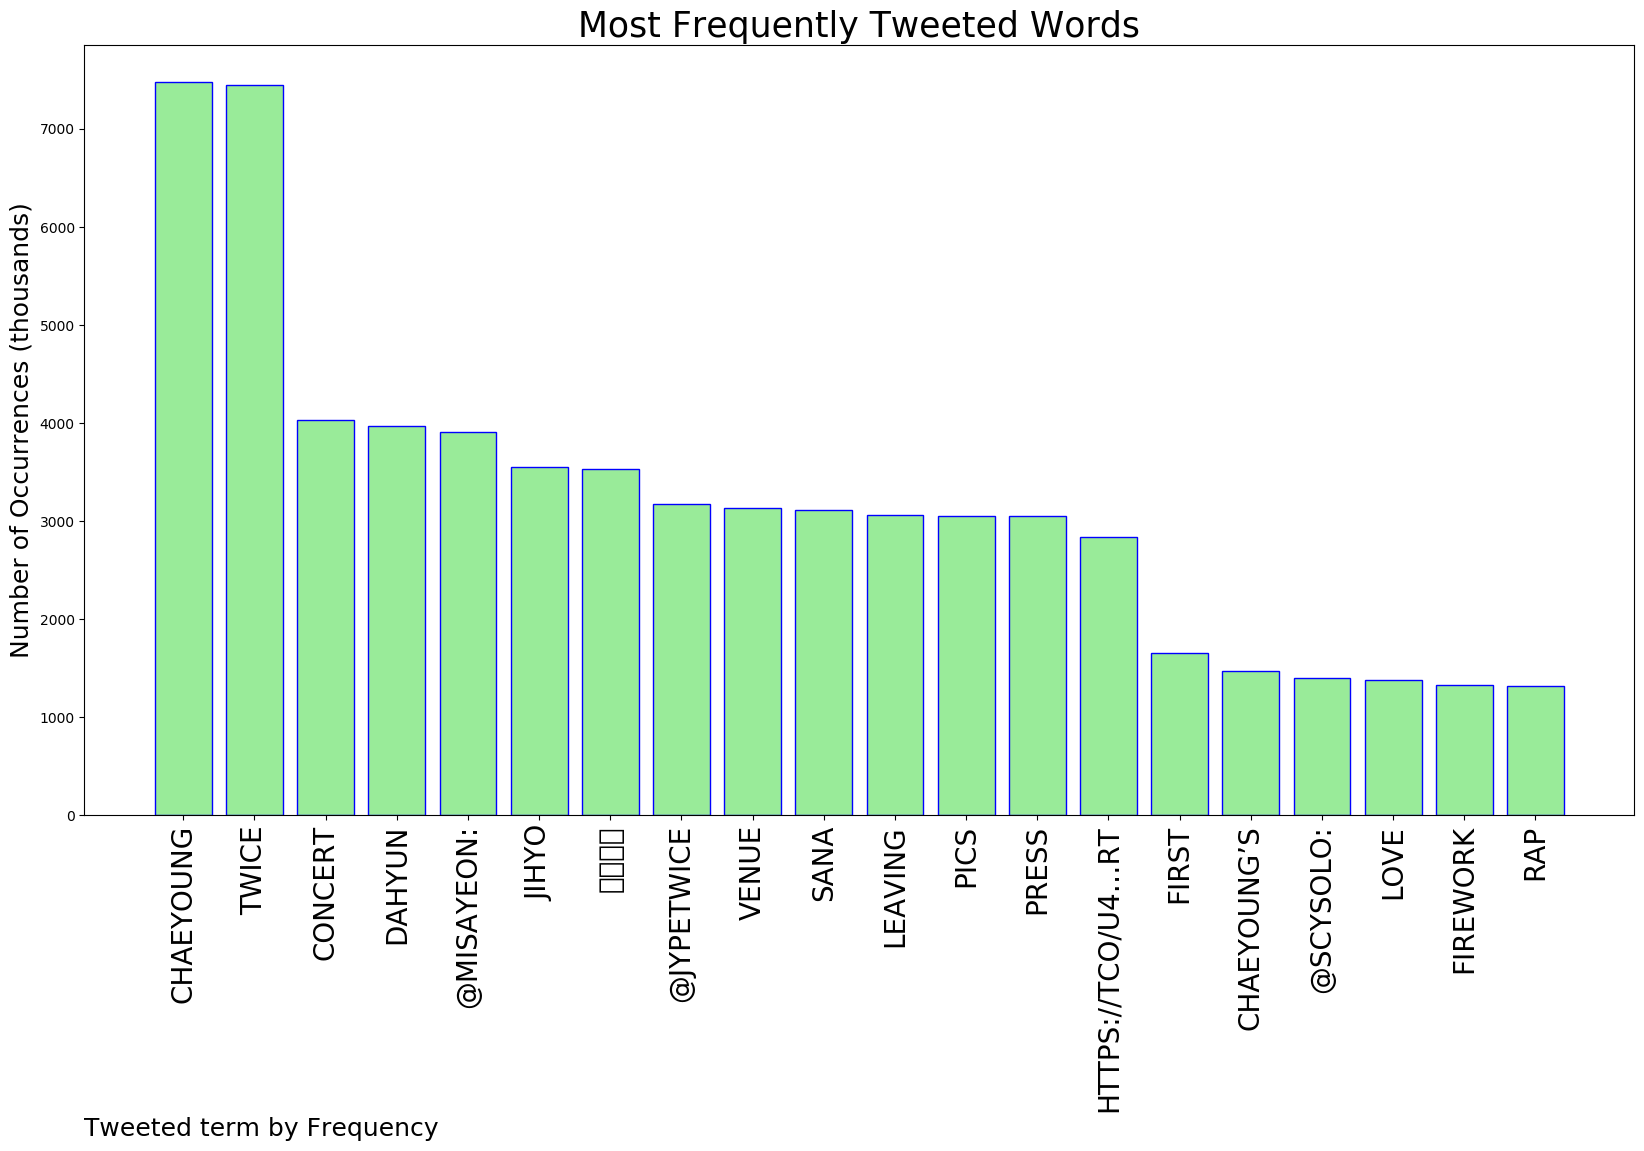 Most Frequently Tweeted Words
Number of Occurrences (thousands)
7000
6000
5000
4000
3000
2000
1000
0
CHAEYOUNG
TWICE
CONCERT
DAHYUN
@MISAYEON:
JIHYO
@JYPETWICE
VENUE
SANA
LEAVING
PICS
PRESS
HTTPS://TCO/U4…RT
FIRST
CHAEYOUNG’S
@SCYSOLO:
LOVE
FIREWORK
RAP
Tweeted term by Frequency